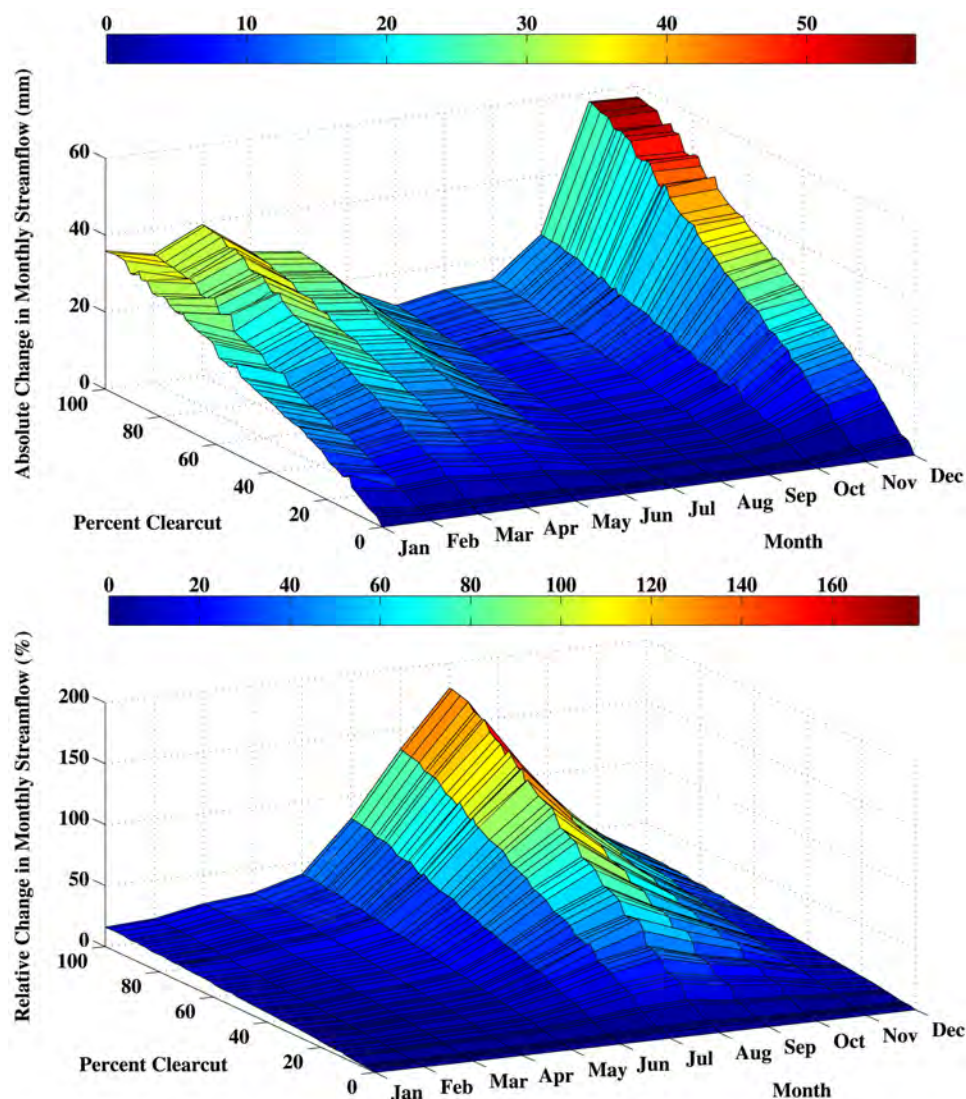 0 10 20 30 40 50
Absolute Change in Monthly Streamflow (mm)
60
40
20
0
100
80
60
40
20
0
Percent Clearcut
Jan
Feb
Mar
Apr
May
Jun
Jul
Aug
Sep
Oct
Nov
Dec
Month
0 20 40 60 80 100 120 140 160
Relative Change in Monthly Streamflow (%)
200
150
100
50
0
100
80
60
40
20
0
Percent Clearcut
Jan
Feb
Mar
Apr
May
Jun
Jul
Aug
Sep
Oct
Nov
Dec
Month